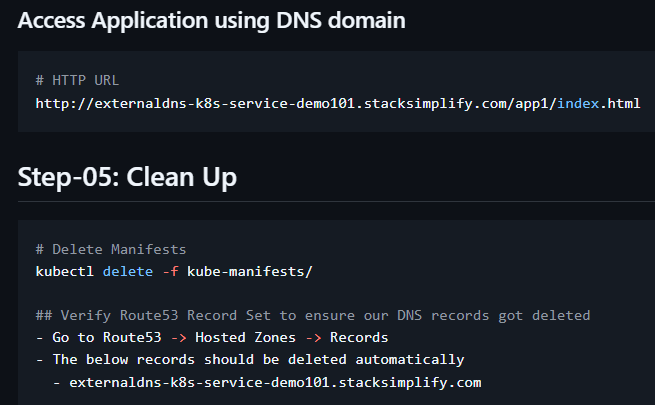 Access Application using DNS domain
# HTTP URL
http://externaldns-k8s-service-demo101.stacksimplify.com/app1/index.html
Step-05: Clean Up
# Delete Manifests
kubectl delete -f kube-manifests/
## Verify Route53 Record Set to ensure our DNS records got deleted
- Go to Route53 -> Hosted Zones -> Records
- The below records should be deleted automatically
  - externaldns-k8s-service-demo101.stacksimplify.com